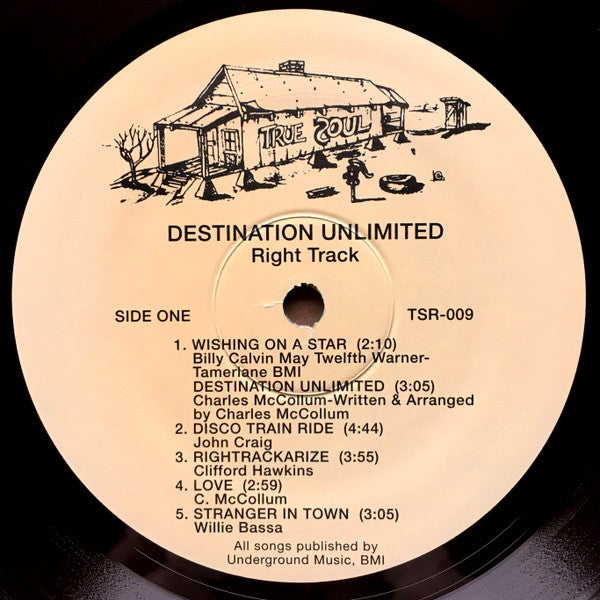 TRUE SOUL
DESTINATION UNLIMITED
Right Track
SIDE ONE
TSR-009
1. WISHING ON A STAR (2:10)
Billy Calvin May Twelfth Warner-
Tamerlane BMI
DESTINATION UNLIMITED (3:05)
Charles McCollum-Written & Arranged
by Charles McCollum
2. DISCO TRAIN RIDE (4:44)
John Craig
3. RIGHTRACKARIZE (3:55)
Clifford Hawkins
4. LOVE (2:59)
C. McCollum
5. STRANGER IN TOWN (3:05)
Willie Bassa
All songs published by
Underground Music, BMI